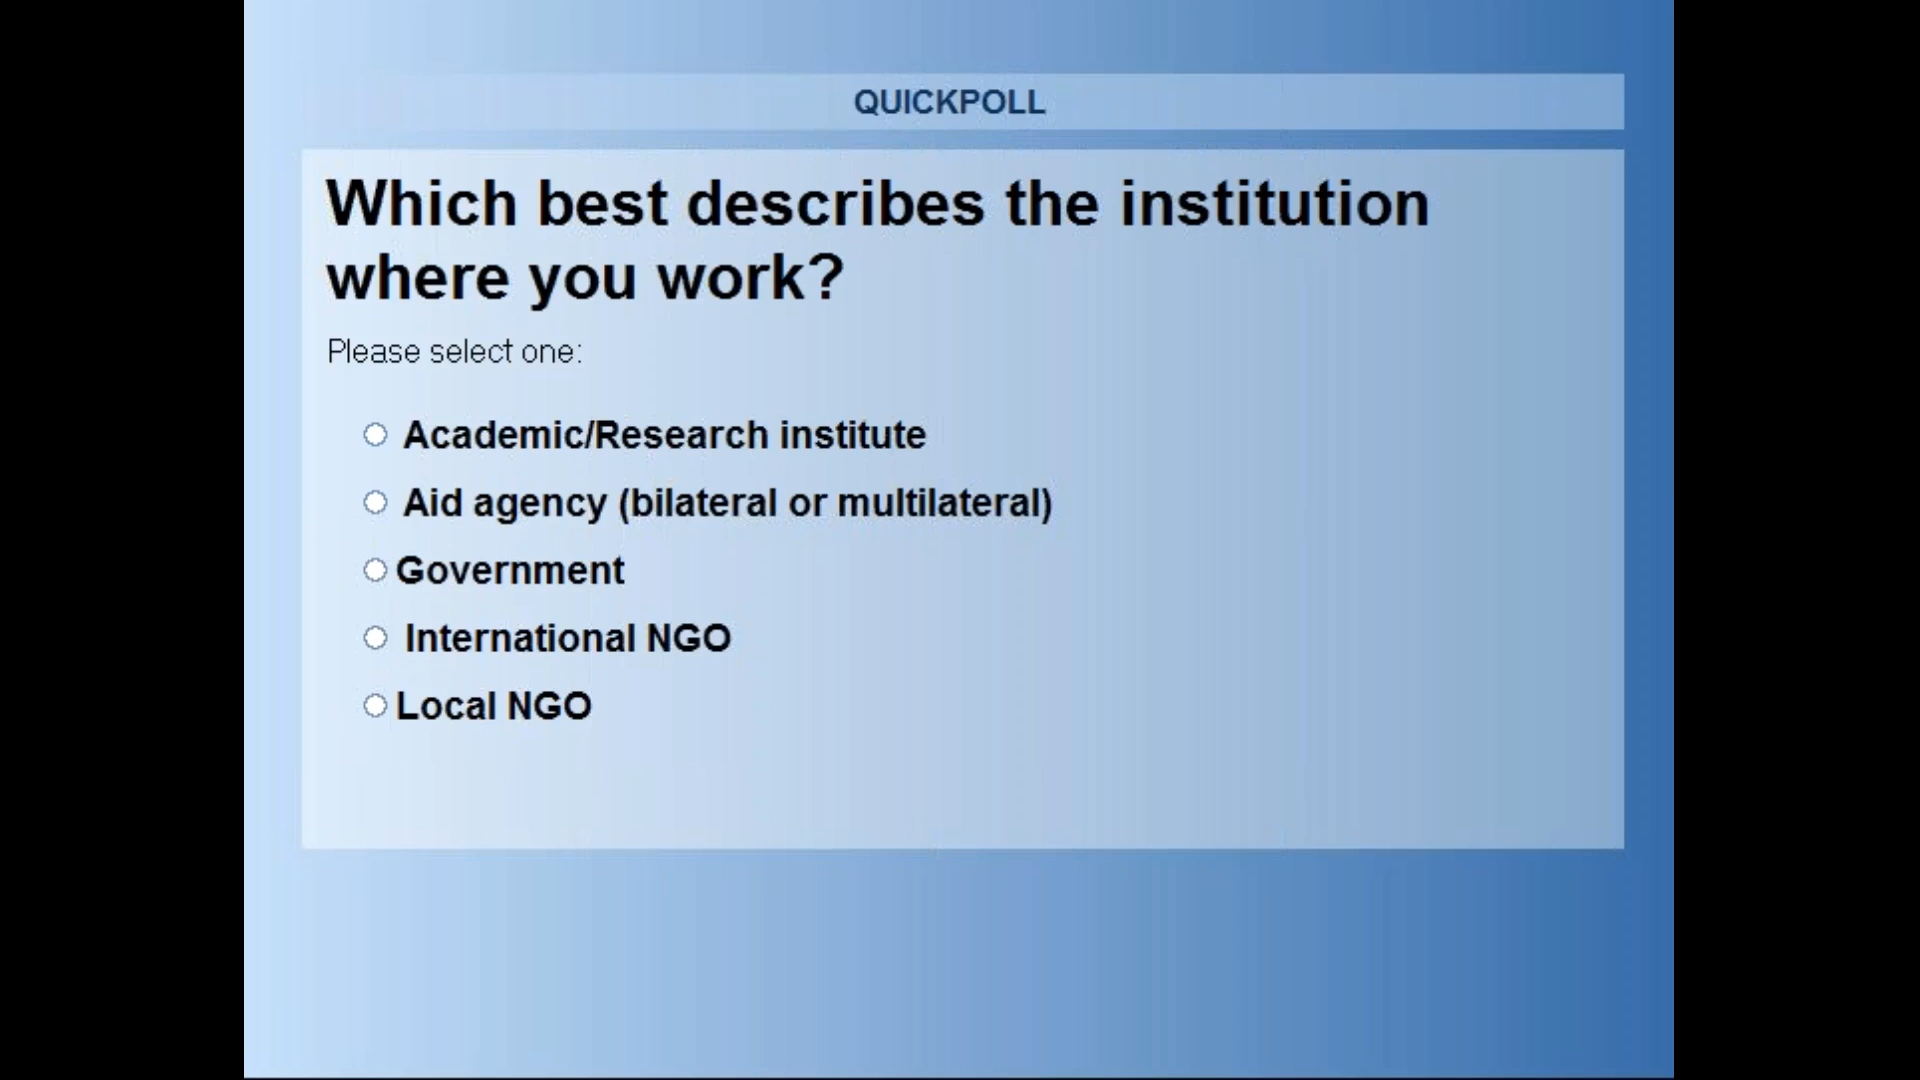 QUICKPOLL
Which best describes the institution
where you work?
Please select one:
Academic/Research institute
Aid agency (bilateral or multilateral)
Government
International NGO
Local NGO